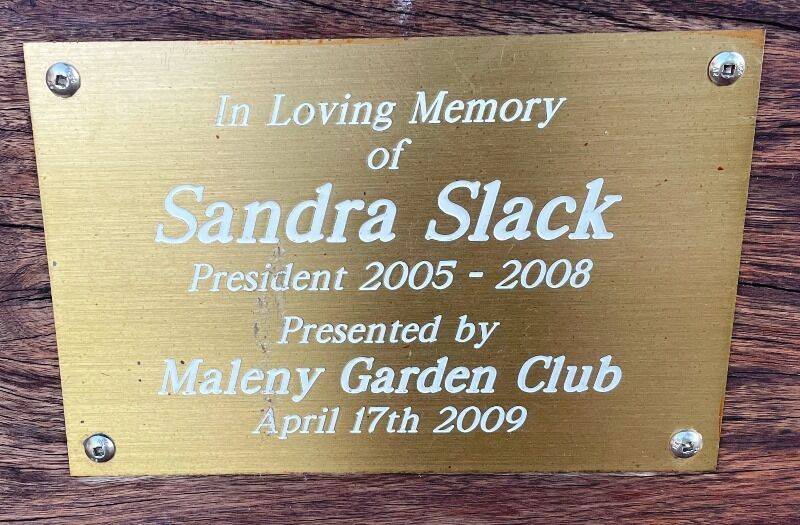 In Loving Memory
of
Sandra Slack
President 2005 - 2008
Presented by
Maleny Garden Club
April 17th 2009